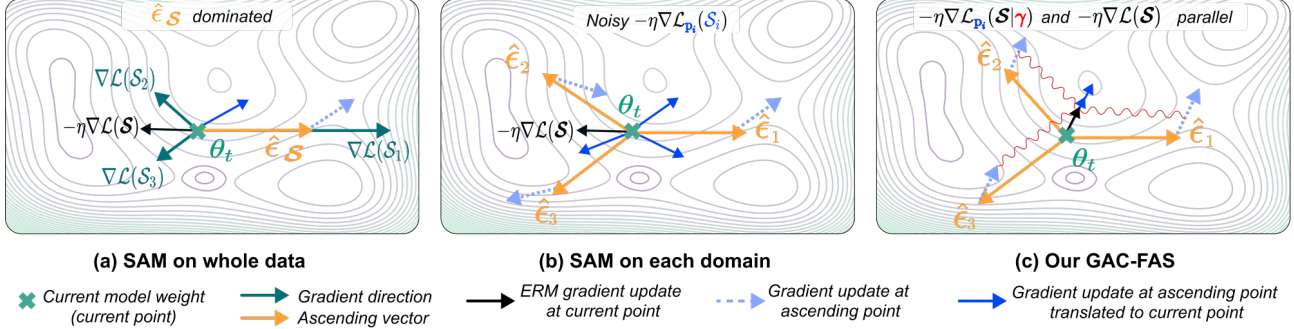 ε̂_𝓢 dominated
∇ℒ(𝒮₂)
−η∇ℒ(𝓢)
θ_t
ε̂_𝓢
∇ℒ(𝒮₁)
∇ℒ(𝒮₃)
(a) SAM on whole data
Noisy −η∇ℒ_{p_i}(𝒮_i)
ε̂₂
θ_t
−η∇ℒ(𝓢)
ε̂₁
ε̂₃
(b) SAM on each domain
−η∇ℒ_{p_i}(𝓢|γ) and −η∇ℒ(𝓢) parallel
ε̂₂
ε̂₁
θ_t
ε̂₃
(c) Our GAC-FAS
Current model weight
(current point)
Gradient direction
Ascending vector
ERM gradient update
at current point
Gradient update at
ascending point
Gradient update at ascending point
translated to current point